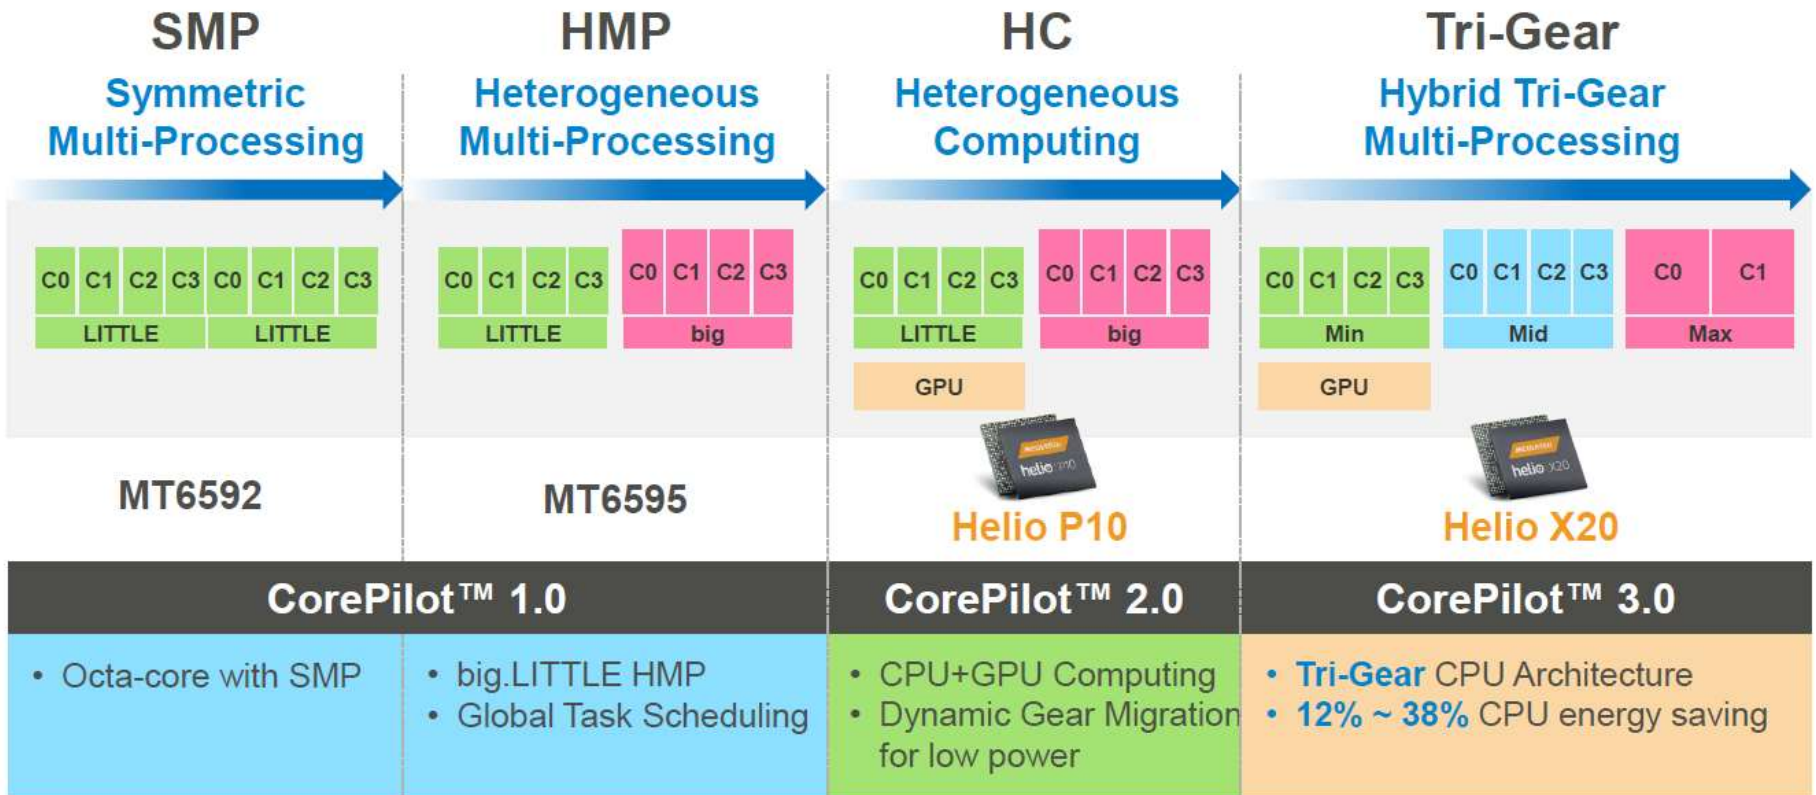 SMP
Symmetric
Multi-Processing
C0 C1 C2 C3 C0 C1 C2 C3
LITTLE LITTLE
MT6592
HMP
Heterogeneous
Multi-Processing
C0 C1 C2 C3 C0 C1 C2 C3
LITTLE big
MT6595
HC
Heterogeneous
Computing
C0 C1 C2 C3 C0 C1 C2 C3
LITTLE big
GPU
MEDIATEK
helio P10
Helio P10
Tri-Gear
Hybrid Tri-Gear
Multi-Processing
C0 C1 C2 C3 C0 C1 C2 C3 C0 C1
Min Mid Max
GPU
MEDIATEK
helio X20
Helio X20
CorePilot™ 1.0
• Octa-core with SMP
• big.LITTLE HMP
• Global Task Scheduling
CorePilot™ 2.0
• CPU+GPU Computing
• Dynamic Gear Migration
for low power
CorePilot™ 3.0
• Tri-Gear CPU Architecture
• 12% ~ 38% CPU energy saving